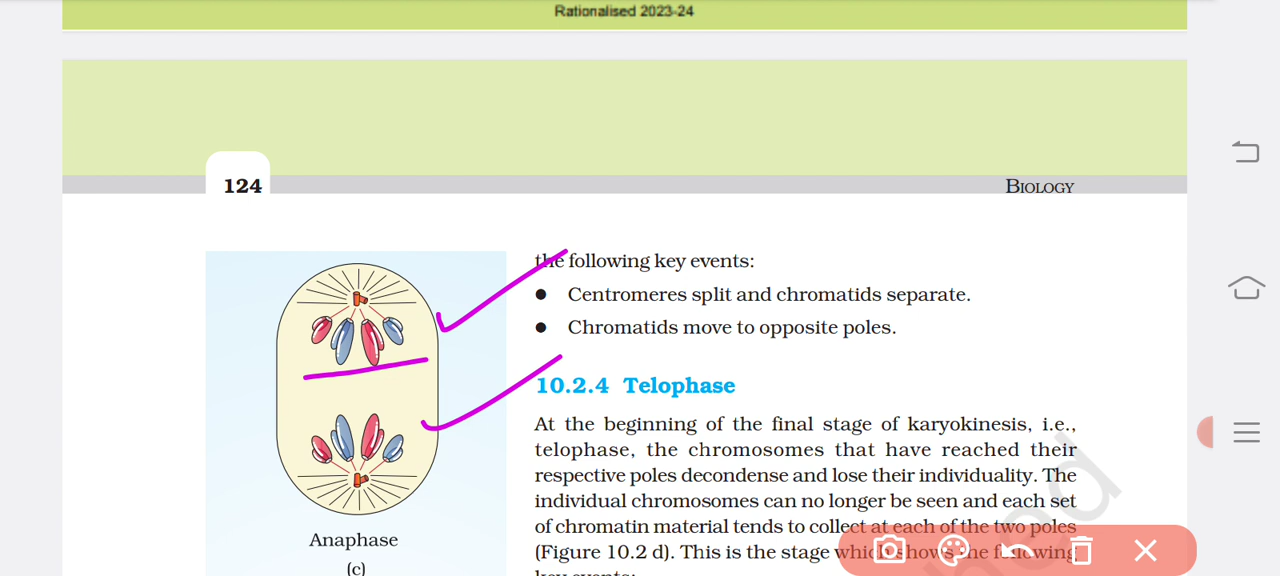 Rationalised 2023-24
124
BIOLOGY
the following key events:
● Centromeres split and chromatids separate.
● Chromatids move to opposite poles.
10.2.4 Telophase
At the beginning of the final stage of karyokinesis, i.e.,
telophase, the chromosomes that have reached their
respective poles decondense and lose their individuality. The
individual chromosomes can no longer be seen and each set
of chromatin material tends to collect at each of the two poles
(Figure 10.2 d). This is the stage which shows the following
key events:
Anaphase
(c)